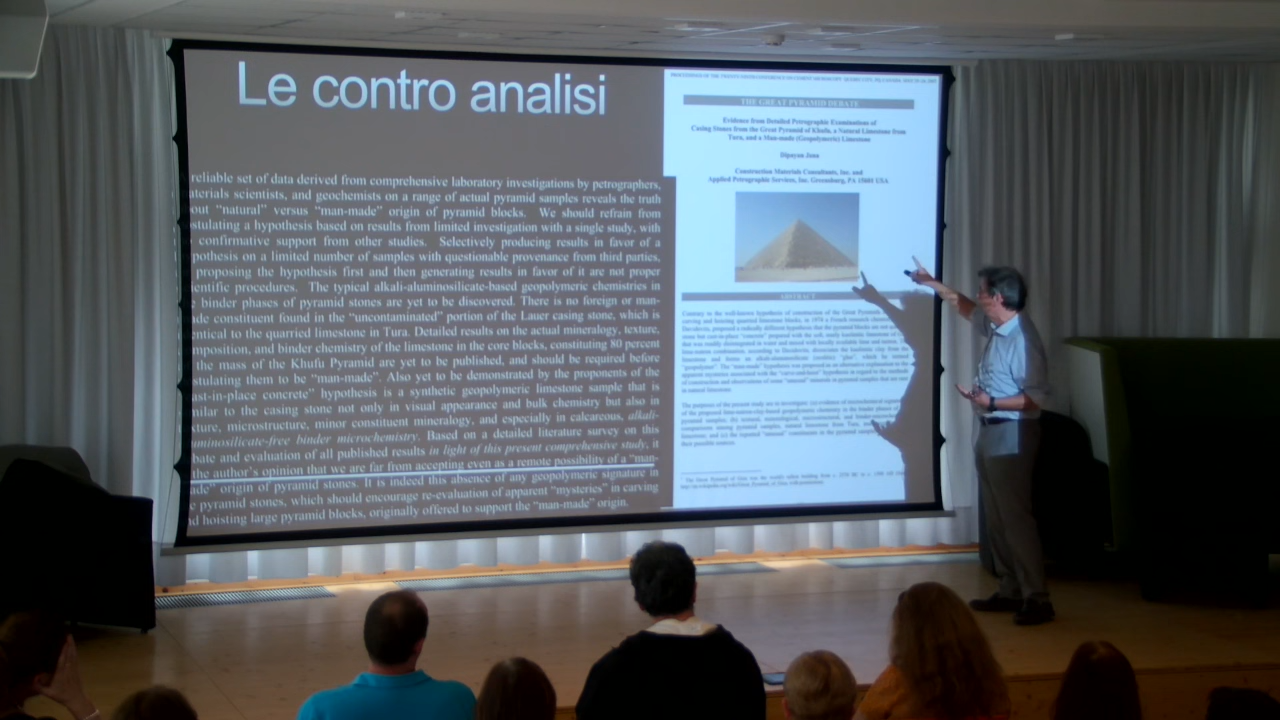 Le contro analisi
reliable set of data derived from comprehensive laboratory investigations by petrographers,
terials scientists, and geochemists on a range of actual pyramid samples reveals the truth
out "natural" versus "man-made" origin of pyramid blocks. We should refrain from
stulating a hypothesis based on results from limited investigation with a single study, with
confirmative support from other studies. Selectively producing results in favor of a
pothesis on a limited number of samples with questionable provenance from third parties,
proposing the hypothesis first and then generating results in favor of it are not proper
entific procedures. The typical alkali-aluminosilicate-based geopolymeric chemistries in
binder phases of pyramid stones are yet to be discovered. There is no foreign or man-
de constituent found in the "uncontaminated" portion of the Lauer casing stone, which is
mical to the quarried limestone in Tura. Detailed results on the actual mineralogy, texture,
mposition, and binder chemistry of the limestone in the core blocks, constituting 80 percent
the mass of the Khufu Pyramid are yet to be published, and should be required before
stulating them to be "man-made". Also yet to be demonstrated by the proponents of the
ast-in-place concrete" hypothesis is a synthetic geopolymeric limestone sample that is
milar to the casing stone not only in visual appearance and bulk chemistry but also in
xture, microstructure, minor constituent mineralogy, and especially in calcareous, alkali-
uminosilicate-free binder microchemistry. Based on a detailed literature survey on this
bate and evaluation of all published results in light of this present comprehensive study, it
the author's opinion that we are far from accepting even as a remote possibility of a "man-
ade" origin of pyramid stones. It is indeed this absence of any geopolymeric signature in
e pyramid stones, which should encourage re-evaluation of apparent "mysteries" in carving
d hoisting large pyramid blocks, originally offered to support the "man-made" origin.
THE GREAT PYRAMID DEBATE
Evidence from Detailed Petrographic Examinations of
Casing Stones from the Great Pyramid of Khufu, a Natural Limestone from
Tura, and a Man-made (Geopolymeric) Limestone
Dipayan Jana
Construction Materials Consultants, Inc. and
Applied Petrographic Services, Inc. Greensburg, PA 15601 USA
ABSTRACT